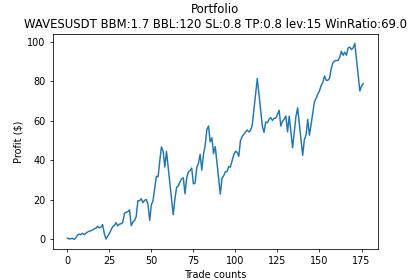 Portfolio
WAVESUSDT BBM:1.7 BBL:120 SL:0.8 TP:0.8 lev:15 WinRatio:69.0
100
80
60
40
20
0
Profit ($)
0 25 50 75 100 125 150 175
Trade counts